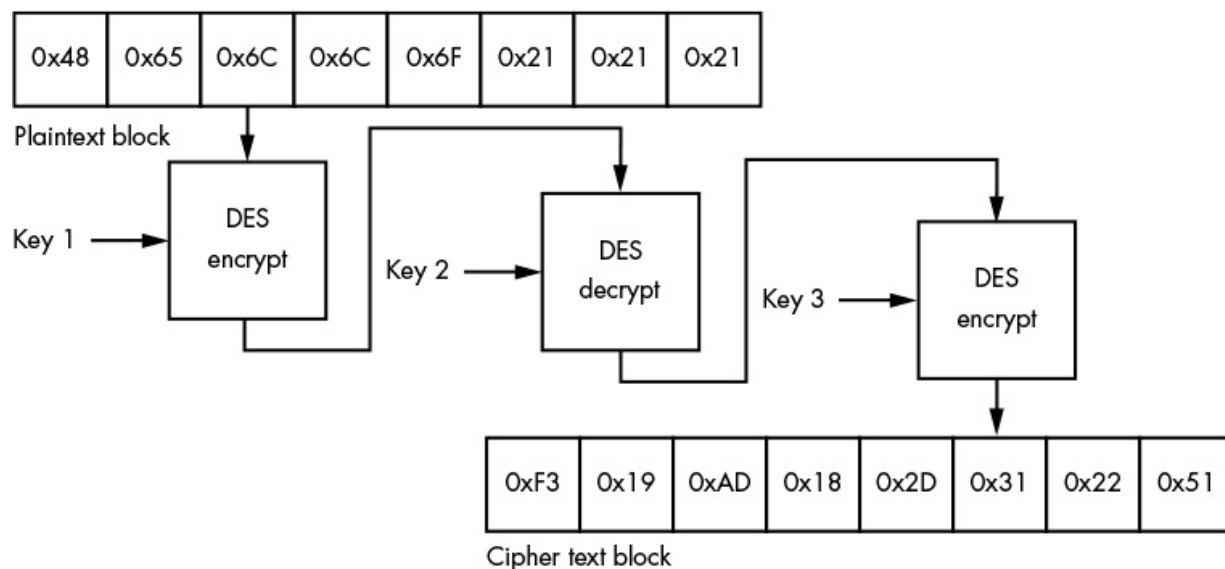 0x48 0x65 0x6C 0x6C 0x6F 0x21 0x21 0x21
Plaintext block
Key 1
DES
encrypt
Key 2
DES
decrypt
Key 3
DES
encrypt
0xF3 0x19 0xAD 0x18 0x2D 0x31 0x22 0x51
Cipher text block